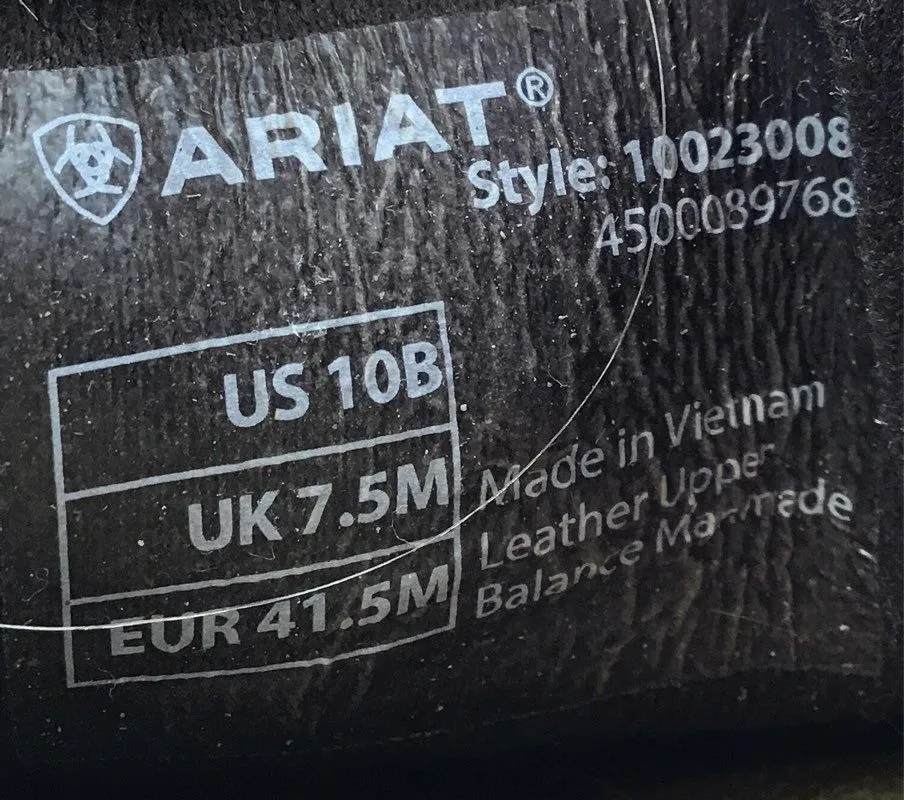 ARIAT®
Style: 10023008
4500089768
US 10B
UK 7.5M
EUR 41.5M
Made in Vietnam
Leather Upper
Balance Manmade